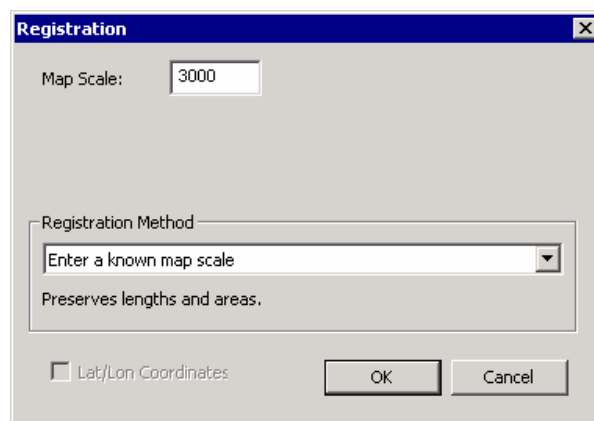 Registration
Map Scale: 3000
Registration Method
Enter a known map scale
Preserves lengths and areas.
Lat/Lon Coordinates OK Cancel